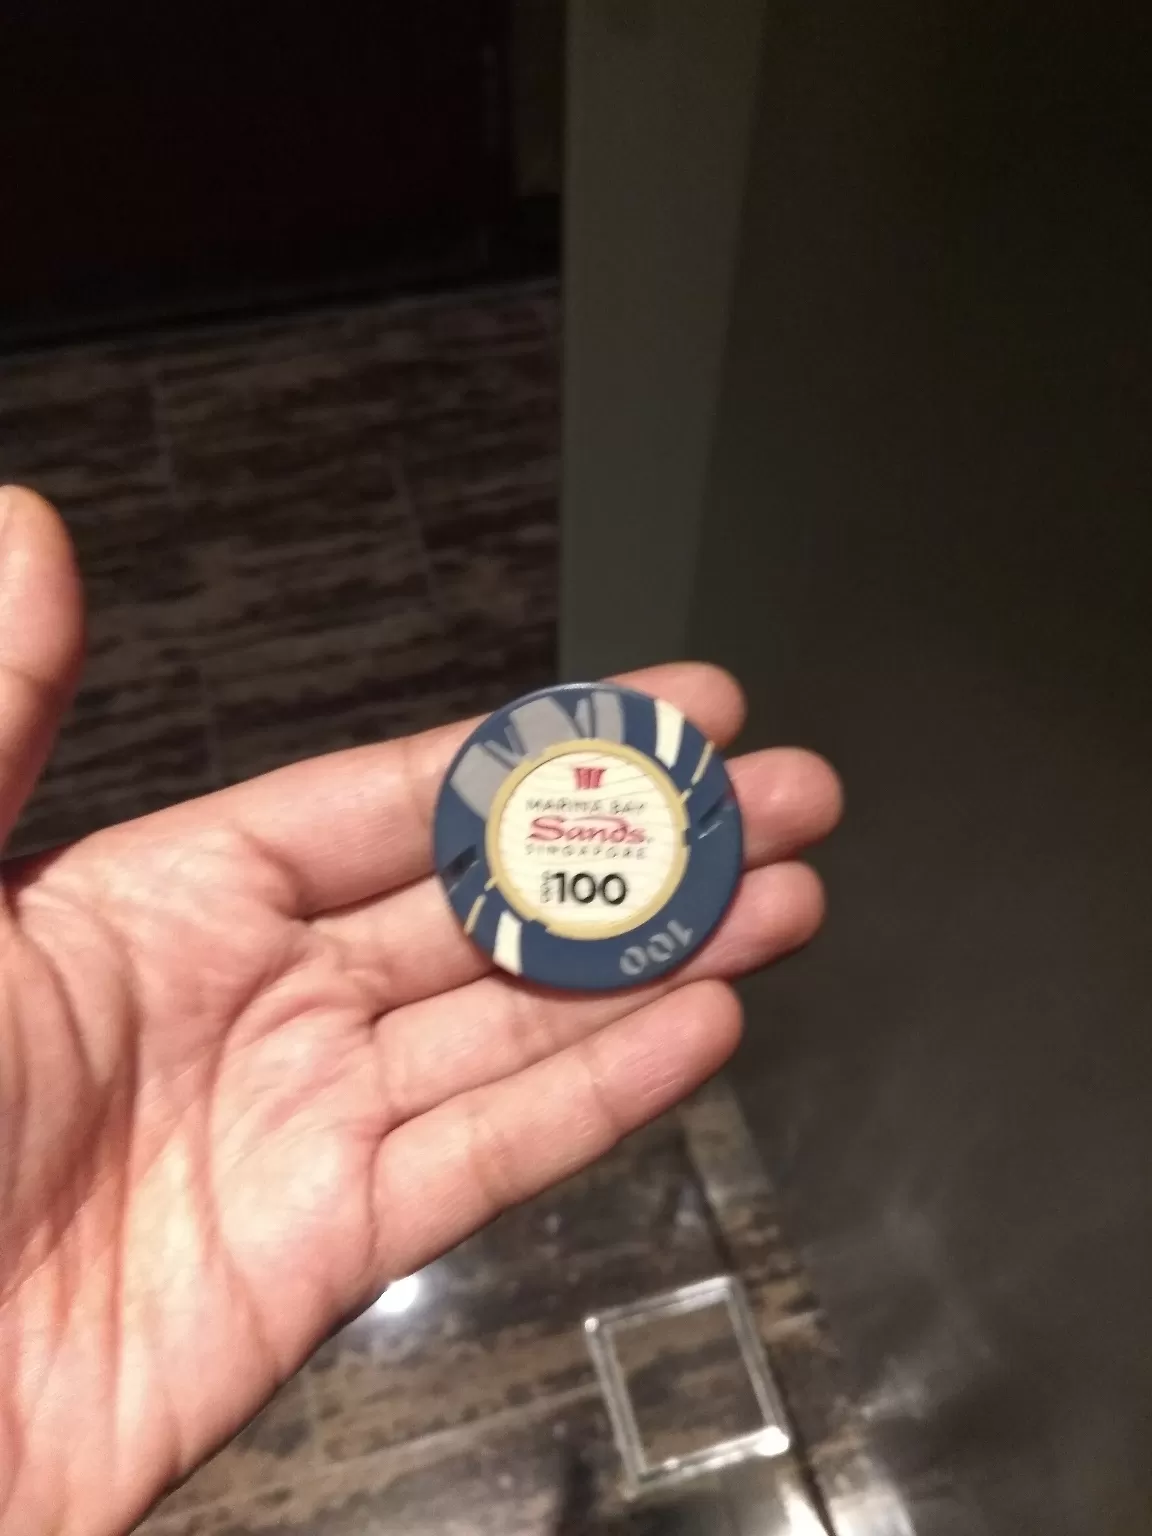 MARINA BAY
Sands.
SINGAPORE
$100
100